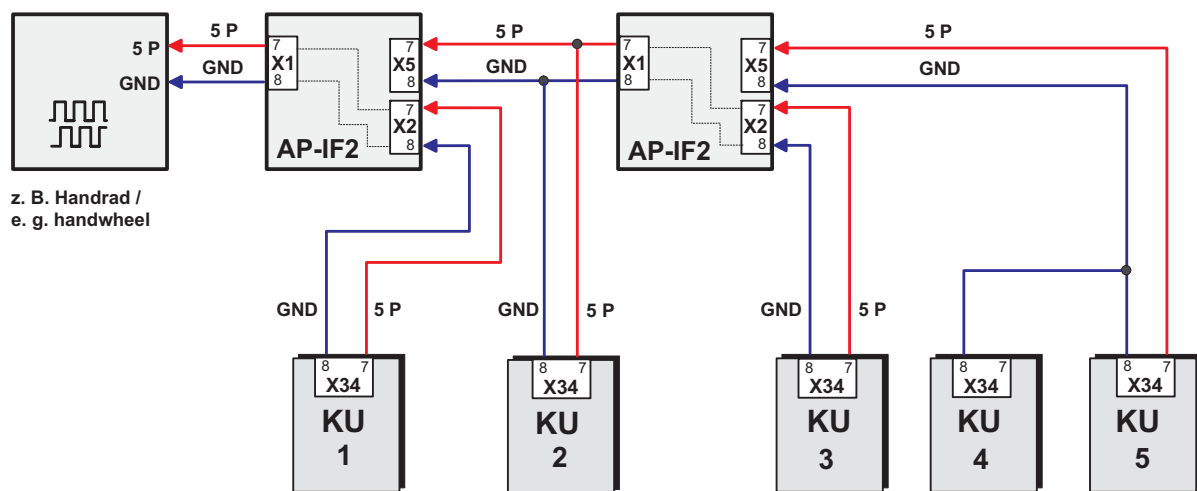 5 P
GND
z. B. Handrad /
e. g. handwheel
5 P
GND
7
X1
8
7
X5
8
7
X2
8
AP-IF2
5 P
GND
7
X1
8
7
X5
8
7
X2
8
AP-IF2
5 P
GND
GND
5 P
GND
5 P
GND
5 P
8 7
X34
KU
1
8 7
X34
KU
2
8 7
X34
KU
3
8 7
X34
KU
4
8 7
X34
KU
5